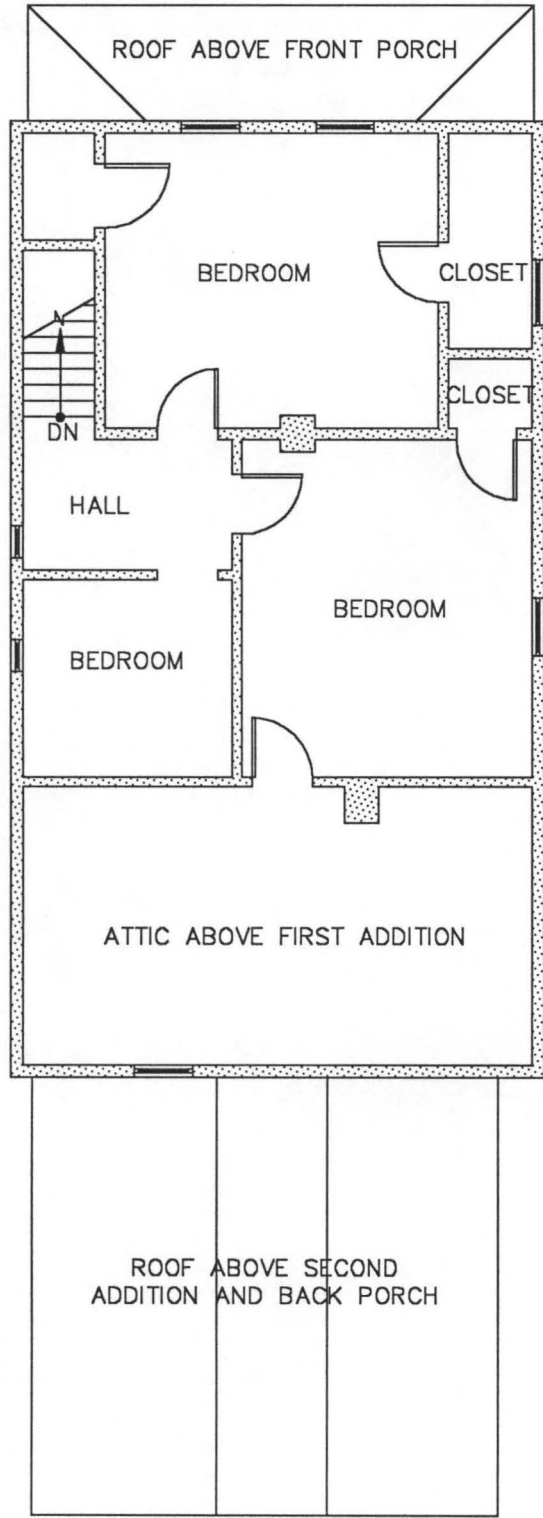 ROOF ABOVE FRONT PORCH
BEDROOM
CLOSET
CLOSET
N
DN
HALL
BEDROOM
BEDROOM
ATTIC ABOVE FIRST ADDITION
ROOF ABOVE SECOND
ADDITION AND BACK PORCH